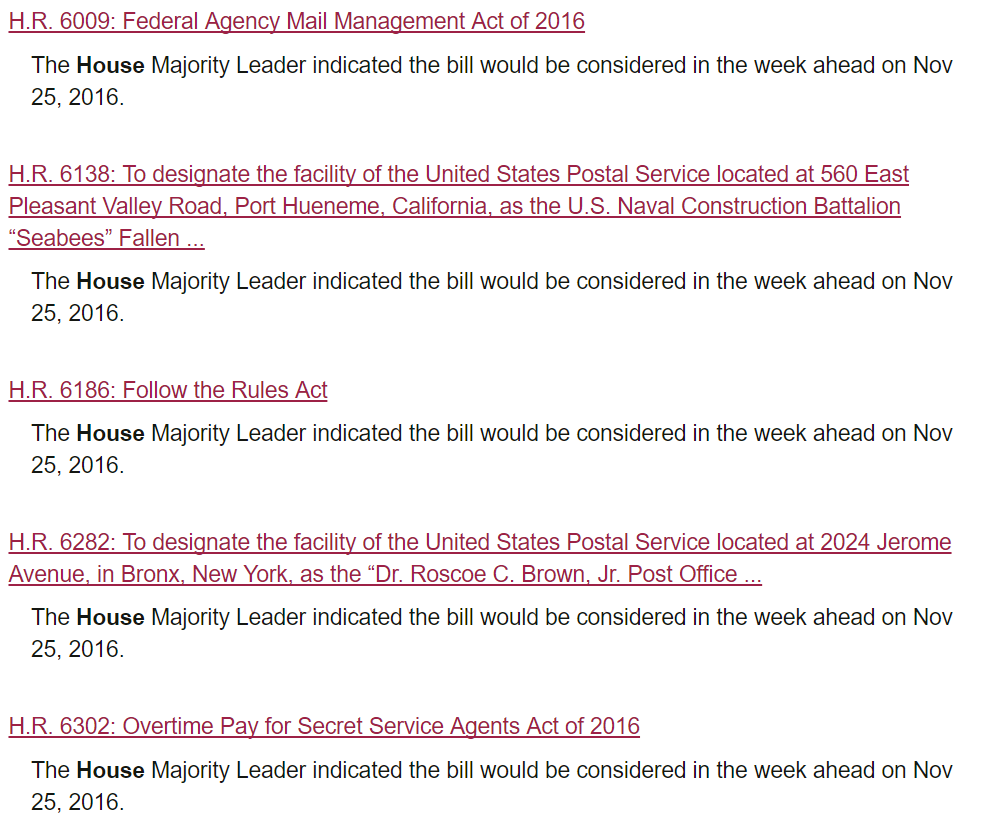 H.R. 6009: Federal Agency Mail Management Act of 2016
The House Majority Leader indicated the bill would be considered in the week ahead on Nov
25, 2016.
H.R. 6138: To designate the facility of the United States Postal Service located at 560 East
Pleasant Valley Road, Port Hueneme, California, as the U.S. Naval Construction Battalion
“Seabees” Fallen ...
The House Majority Leader indicated the bill would be considered in the week ahead on Nov
25, 2016.
H.R. 6186: Follow the Rules Act
The House Majority Leader indicated the bill would be considered in the week ahead on Nov
25, 2016.
H.R. 6282: To designate the facility of the United States Postal Service located at 2024 Jerome
Avenue, in Bronx, New York, as the “Dr. Roscoe C. Brown, Jr. Post Office ...
The House Majority Leader indicated the bill would be considered in the week ahead on Nov
25, 2016.
H.R. 6302: Overtime Pay for Secret Service Agents Act of 2016
The House Majority Leader indicated the bill would be considered in the week ahead on Nov
25, 2016.